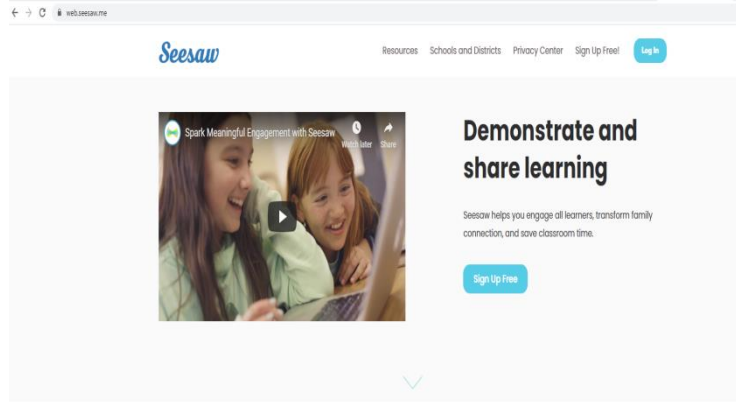 web.seesaw.me
Seesaw
Resources Schools and Districts Privacy Center Sign Up Free! Log In
Spark Meaningful Engagement with Seesaw
Watch later Share
Demonstrate and
share learning
Seesaw helps you engage all learners, transform family
connection, and save classroom time.
Sign Up Free